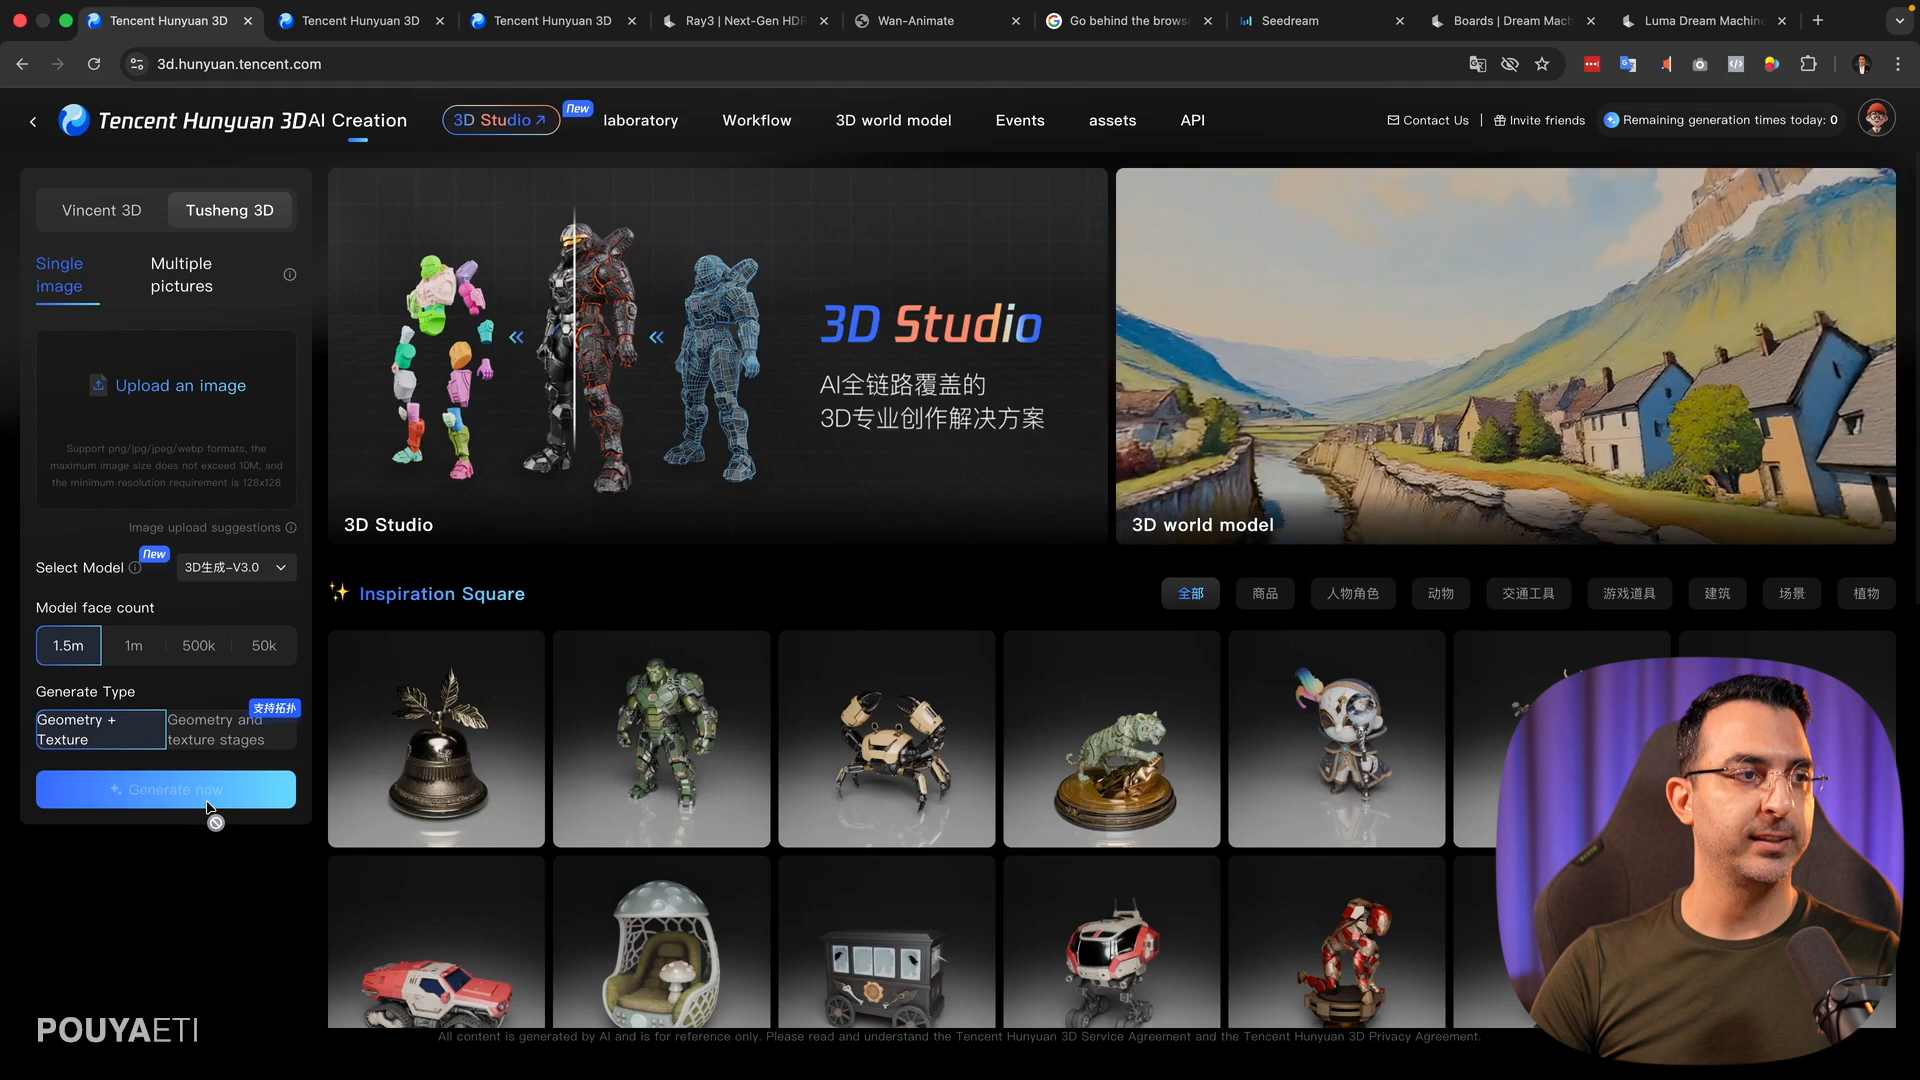 Tencent Hunyuan 3D
Tencent Hunyuan 3D
Tencent Hunyuan 3D
Ray3 | Next-Gen HDR
Wan-Animate
Go behind the brows
Seedream
Boards | Dream Mach
Luma Dream Machin
3d.hunyuan.tencent.com
Tencent Hunyuan 3D
AI Creation
3D Studio
New
laboratory
Workflow
3D world model
Events
assets
API
Contact Us
Invite friends
Remaining generation times today: 0
Vincent 3D
Tusheng 3D
Single
image
Multiple
pictures
Upload an image
Support png/jpg/jpeg/webp formats, the
maximum image size does not exceed 10M, and
the minimum resolution requirement is 128x128
Image upload suggestions
Select Model
New
3D生成-V3.0
Model face count
1.5m
1m
500k
50k
Generate Type
支持拓扑
Geometry +
Texture
Geometry and
texture stages
Generate now
3D Studio
AI全链路覆盖的
3D专业创作解决方案
3D Studio
3D world model
Inspiration Square
全部
商品
人物角色
动物
交通工具
游戏道具
建筑
场景
植物
POUYAETI
All content is generated by AI and is for reference only. Please read and understand the Tencent Hunyuan 3D Service Agreement and the Tencent Hunyuan 3D Privacy Agreement.